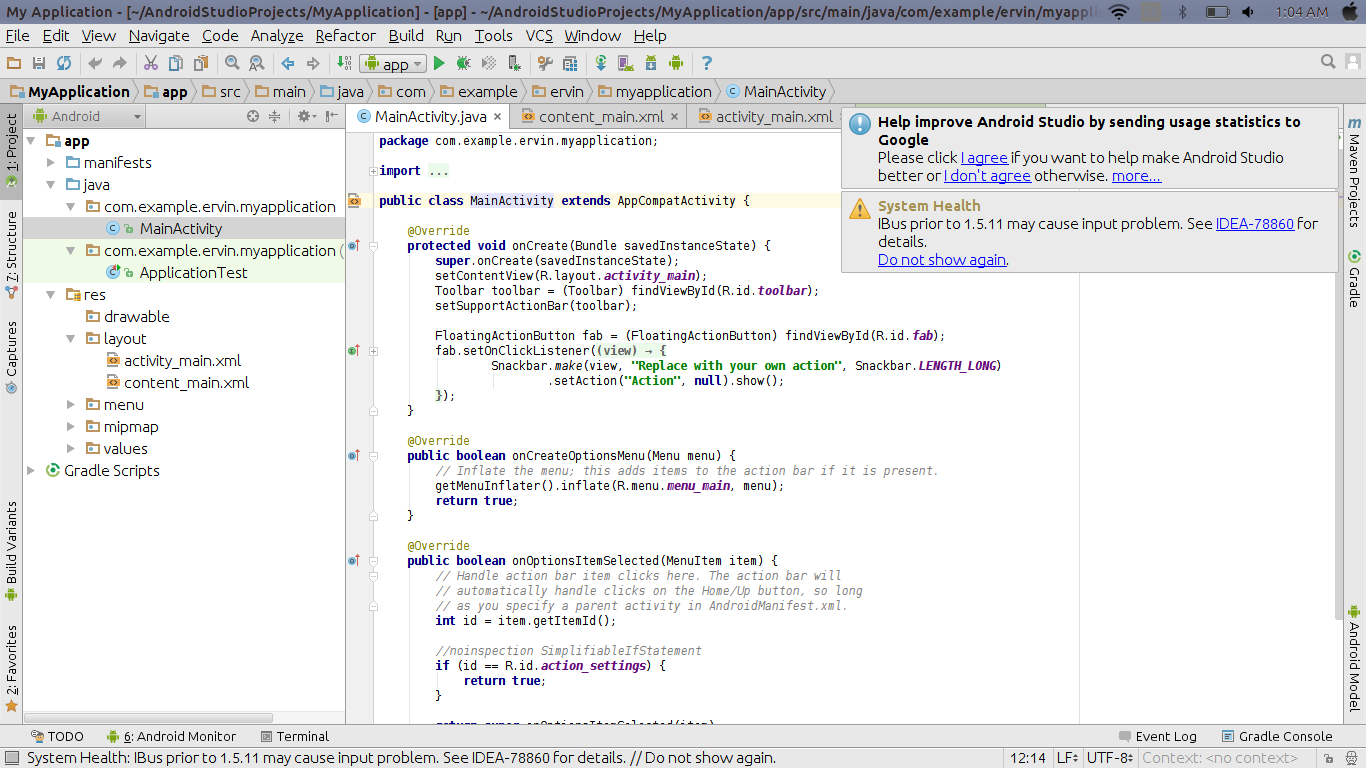 My Application - [~/AndroidStudioProjects/MyApplication] - [app] - ~/AndroidStudioProjects/MyApplication/app/src/main/java/com/example/ervin/myappli
1:04 AM
File Edit View Navigate Code Analyze Refactor Build Run Tools VCS Window Help
app
MyApplication app src main java com example ervin myapplication MainActivity
1: Project
7: Structure
Captures
Build Variants
2: Favorites
Android
app
manifests
java
com.example.ervin.myapplication
MainActivity
com.example.ervin.myapplication (
ApplicationTest
res
drawable
layout
activity_main.xml
content_main.xml
menu
mipmap
values
Gradle Scripts
MainActivity.java content_main.xml activity_main.xml
package com.example.ervin.myapplication;
import ...
public class MainActivity extends AppCompatActivity {
@Override
protected void onCreate(Bundle savedInstanceState) {
super.onCreate(savedInstanceState);
setContentView(R.layout.activity_main);
Toolbar toolbar = (Toolbar) findViewById(R.id.toolbar);
setSupportActionBar(toolbar);
FloatingActionButton fab = (FloatingActionButton) findViewById(R.id.fab);
fab.setOnClickListener((view) → {
Snackbar.make(view, "Replace with your own action", Snackbar.LENGTH_LONG)
.setAction("Action", null).show();
});
}
@Override
public boolean onCreateOptionsMenu(Menu menu) {
// Inflate the menu; this adds items to the action bar if it is present.
getMenuInflater().inflate(R.menu.menu_main, menu);
return true;
}
@Override
public boolean onOptionsItemSelected(MenuItem item) {
// Handle action bar item clicks here. The action bar will
// automatically handle clicks on the Home/Up button, so long
// as you specify a parent activity in AndroidManifest.xml.
int id = item.getItemId();
//noinspection SimplifiableIfStatement
if (id == R.id.action_settings) {
return true;
}
return super.onOptionsItemSelected(item)
Help improve Android Studio by sending usage statistics to
Google
Please click I agree if you want to help make Android Studio
better or I don't agree otherwise. more...
System Health
IBus prior to 1.5.11 may cause input problem. See IDEA-78860 for
details.
Do not show again.
m Maven Projects
Gradle
Android Model
TODO 6: Android Monitor Terminal Event Log Gradle Console
System Health: IBus prior to 1.5.11 may cause input problem. See IDEA-78860 for details. // Do not show again. 12:14 LF UTF-8 Context: <no context>